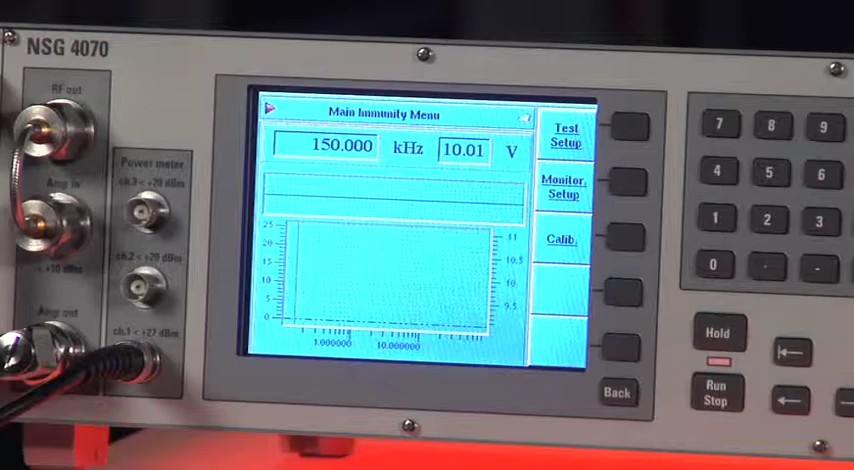 NSG 4070
RF out
Amp in
< +10 dBm
Amp out
Power meter
ch.3 < +20 dBm
ch.2 < +20 dBm
ch.1 < +27 dBm
Main Immunity Menu
150.000 kHz 10.01 V
25
20
15
10
5
0
11
10.5
10
9.5
1.000000 10.000000
Test
Setup
Monitor.
Setup
Calib.
Back
7 8 9
4 5 6
1 2 3
0 . -
Hold
Run
Stop